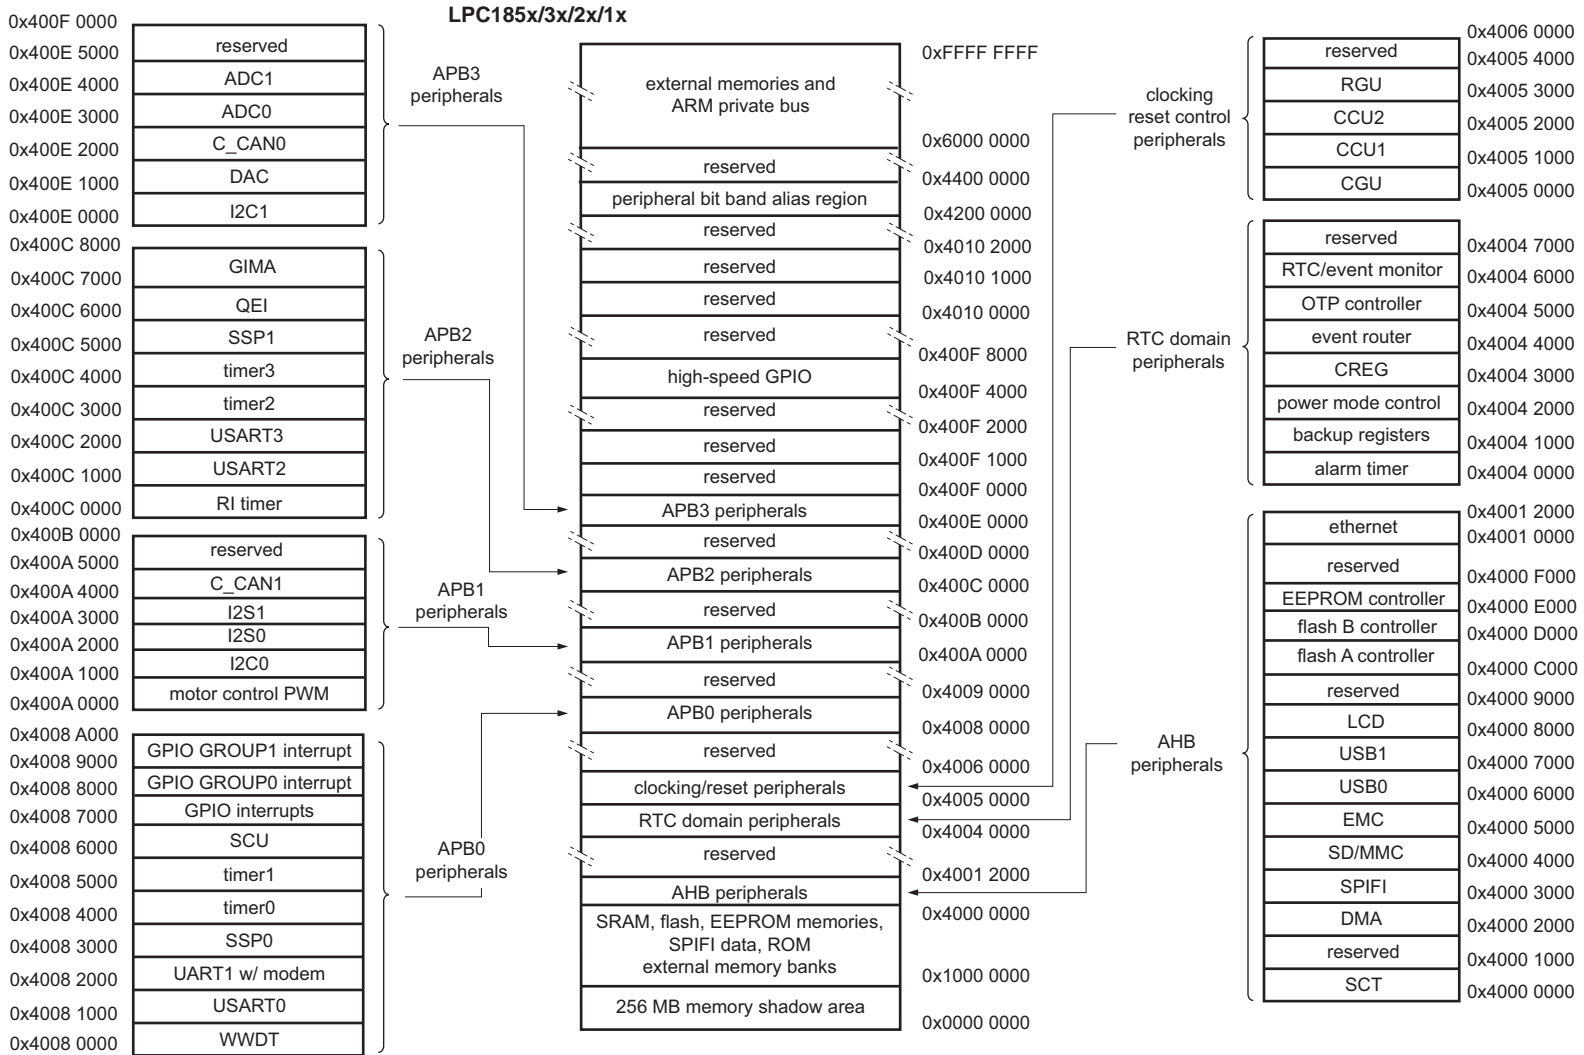 LPC185x/3x/2x/1x
0x400F 0000
reserved
0x400E 5000
ADC1
0x400E 4000
ADC0
0x400E 3000
C_CAN0
0x400E 2000
DAC
0x400E 1000
I2C1
0x400E 0000
APB3
peripherals
0x400C 8000
GIMA
0x400C 7000
QEI
0x400C 6000
SSP1
0x400C 5000
timer3
0x400C 4000
timer2
0x400C 3000
USART3
0x400C 2000
USART2
0x400C 1000
RI timer
0x400C 0000
APB2
peripherals
0x400B 0000
reserved
0x400A 5000
C_CAN1
0x400A 4000
I2S1
0x400A 3000
I2S0
0x400A 2000
I2C0
0x400A 1000
motor control PWM
0x400A 0000
APB1
peripherals
0x4008 A000
GPIO GROUP1 interrupt
0x4008 9000
GPIO GROUP0 interrupt
0x4008 8000
GPIO interrupts
0x4008 7000
SCU
0x4008 6000
timer1
0x4008 5000
timer0
0x4008 4000
SSP0
0x4008 3000
UART1 w/ modem
0x4008 2000
USART0
0x4008 1000
WWDT
0x4008 0000
APB0
peripherals
0xFFFF FFFF
external memories and
ARM private bus
0x6000 0000
reserved
0x4400 0000
peripheral bit band alias region
0x4200 0000
reserved
0x4010 2000
reserved
0x4010 1000
reserved
0x4010 0000
reserved
0x400F 8000
high-speed GPIO
0x400F 4000
reserved
0x400F 2000
reserved
0x400F 1000
reserved
0x400F 0000
APB3 peripherals
0x400E 0000
reserved
0x400D 0000
APB2 peripherals
0x400C 0000
reserved
0x400B 0000
APB1 peripherals
0x400A 0000
reserved
0x4009 0000
APB0 peripherals
0x4008 0000
reserved
0x4006 0000
clocking/reset peripherals
0x4005 0000
RTC domain peripherals
0x4004 0000
reserved
0x4001 2000
AHB peripherals
0x4000 0000
SRAM, flash, EEPROM memories,
SPIFI data, ROM
external memory banks
0x1000 0000
256 MB memory shadow area
0x0000 0000
clocking
reset control
peripherals
0x4006 0000
reserved
0x4005 4000
RGU
0x4005 3000
CCU2
0x4005 2000
CCU1
0x4005 1000
CGU
0x4005 0000
RTC domain
peripherals
reserved
0x4004 7000
RTC/event monitor
0x4004 6000
OTP controller
0x4004 5000
event router
0x4004 4000
CREG
0x4004 3000
power mode control
0x4004 2000
backup registers
0x4004 1000
alarm timer
0x4004 0000
AHB
peripherals
0x4001 2000
ethernet
0x4001 0000
reserved
0x4000 F000
EEPROM controller
0x4000 E000
flash B controller
0x4000 D000
flash A controller
0x4000 C000
reserved
0x4000 9000
LCD
0x4000 8000
USB1
0x4000 7000
USB0
0x4000 6000
EMC
0x4000 5000
SD/MMC
0x4000 4000
SPIFI
0x4000 3000
DMA
0x4000 2000
reserved
0x4000 1000
SCT
0x4000 0000